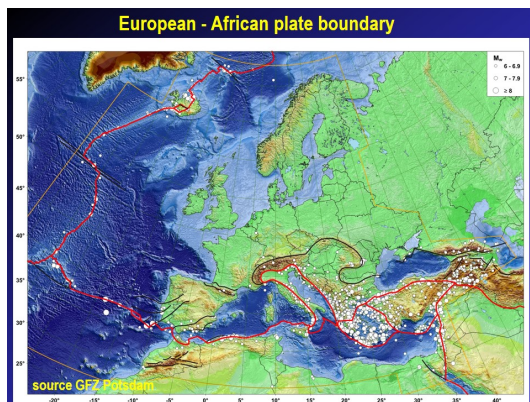 European - African plate boundary
Mw
6 - 6.9
7 - 7.9
≥ 8
55°
50°
45°
40°
35°
30°
25°
source GFZ Potsdam
-20° -15° -10° -5° 0° 5° 10° 15° 20° 25° 30° 35° 40°